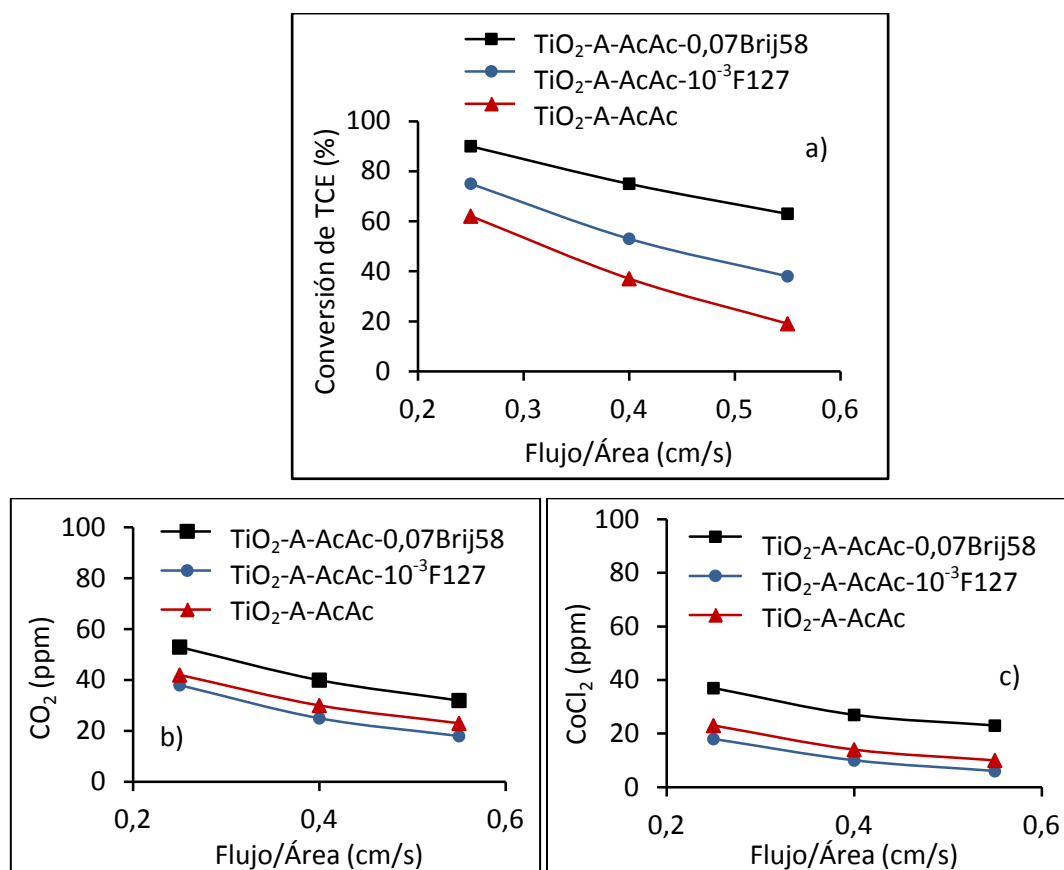 TiO₂-A-AcAc-0,07Brij58
TiO₂-A-AcAc-10⁻³F127
TiO₂-A-AcAc
a)
Conversión de TCE (%)
100
80
60
40
20
0
0,2 0,3 0,4 0,5 0,6
Flujo/Área (cm/s)
TiO₂-A-AcAc-0,07Brij58
TiO₂-A-AcAc-10⁻³F127
TiO₂-A-AcAc
b)
CO₂ (ppm)
100
80
60
40
20
0
0,2 0,4 0,6
Flujo/Área (cm/s)
TiO₂-A-AcAc-0,07Brij58
TiO₂-A-AcAc-10⁻³F127
TiO₂-A-AcAc
c)
CoCl₂ (ppm)
100
80
60
40
20
0
0,2 0,4 0,6
Flujo/Área (cm/s)